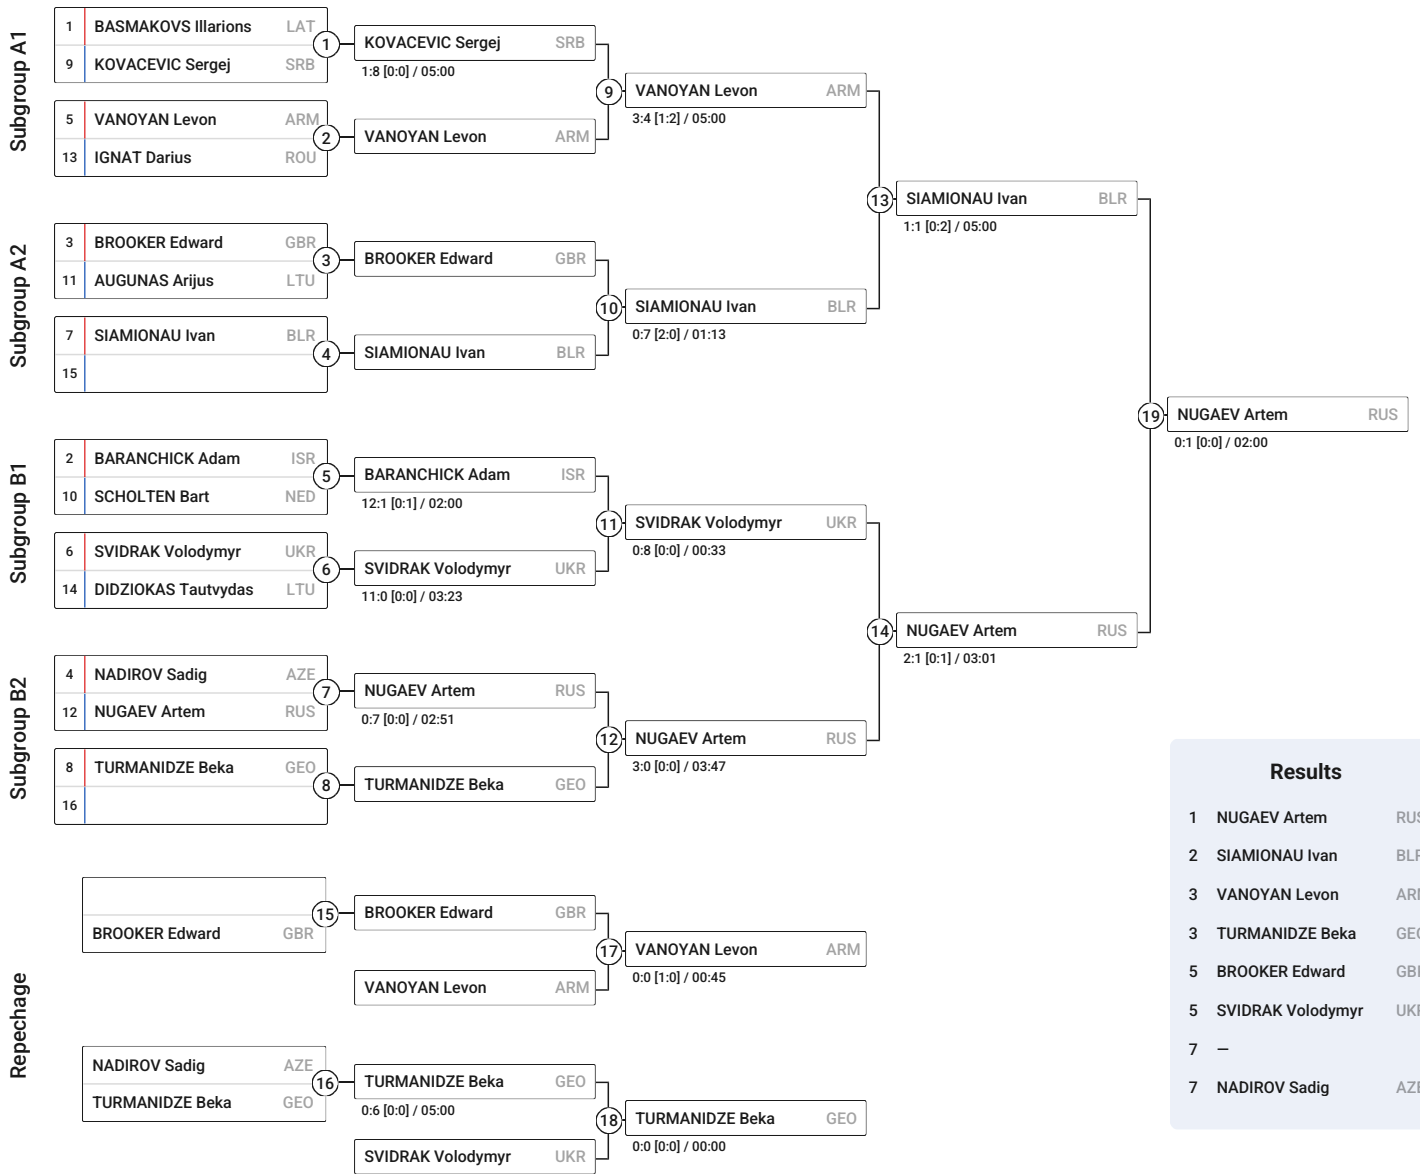 Subgroup A1
1 BASMAKOVS Illarions LAT
9 KOVACEVIC Sergej SRB
1
KOVACEVIC Sergej SRB
1:8 [0:0] / 05:00
5 VANOYAN Levon ARM
13 IGNAT Darius ROU
2
VANOYAN Levon ARM
9
VANOYAN Levon ARM
3:4 [1:2] / 05:00
Subgroup A2
3 BROOKER Edward GBR
11 AUGUNAS Arijus LTU
3
BROOKER Edward GBR
7 SIAMIONAU Ivan BLR
15
4
SIAMIONAU Ivan BLR
10
SIAMIONAU Ivan BLR
0:7 [2:0] / 01:13
13
SIAMIONAU Ivan BLR
1:1 [0:2] / 05:00
Subgroup B1
2 BARANCHICK Adam ISR
10 SCHOLTEN Bart NED
5
BARANCHICK Adam ISR
12:1 [0:1] / 02:00
6 SVIDRAK Volodymyr UKR
14 DIDZIOKAS Tautvydas LTU
6
SVIDRAK Volodymyr UKR
11:0 [0:0] / 03:23
11
SVIDRAK Volodymyr UKR
0:8 [0:0] / 00:33
Subgroup B2
4 NADIROV Sadig AZE
12 NUGAEV Artem RUS
7
NUGAEV Artem RUS
0:7 [0:0] / 02:51
8 TURMANIDZE Beka GEO
16
8
TURMANIDZE Beka GEO
12
NUGAEV Artem RUS
3:0 [0:0] / 03:47
14
NUGAEV Artem RUS
2:1 [0:1] / 03:01
19
NUGAEV Artem RUS
0:1 [0:0] / 02:00
Repechage
BROOKER Edward GBR
15
BROOKER Edward GBR
VANOYAN Levon ARM
17
VANOYAN Levon ARM
0:0 [1:0] / 00:45
NADIROV Sadig AZE
TURMANIDZE Beka GEO
16
TURMANIDZE Beka GEO
0:6 [0:0] / 05:00
SVIDRAK Volodymyr UKR
18
TURMANIDZE Beka GEO
0:0 [0:0] / 00:00
Results
1 NUGAEV Artem RUS
2 SIAMIONAU Ivan BLR
3 VANOYAN Levon ARM
3 TURMANIDZE Beka GEO
5 BROOKER Edward GBR
5 SVIDRAK Volodymyr UKR
7 —
7 NADIROV Sadig AZE